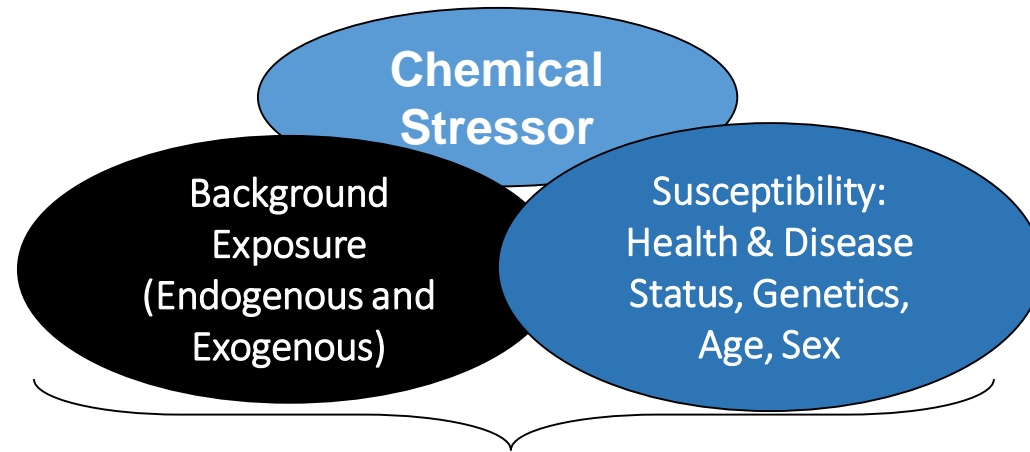 Chemical
Stressor
Background
Exposure
(Endogenous and
Exogenous)
Susceptibility:
Health & Disease
Status, Genetics,
Age, Sex